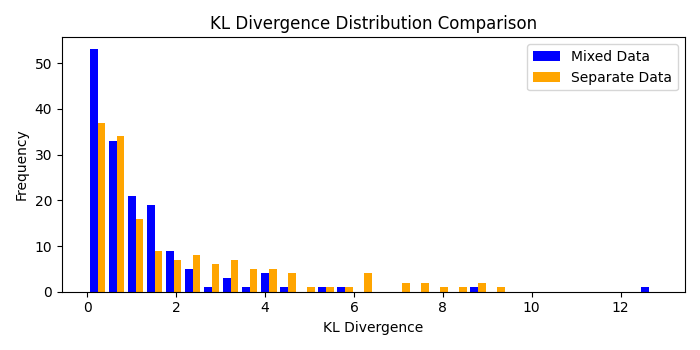 KL Divergence Distribution Comparison
Mixed Data
Separate Data
Frequency
50
40
30
20
10
0
0 2 4 6 8 10 12
KL Divergence